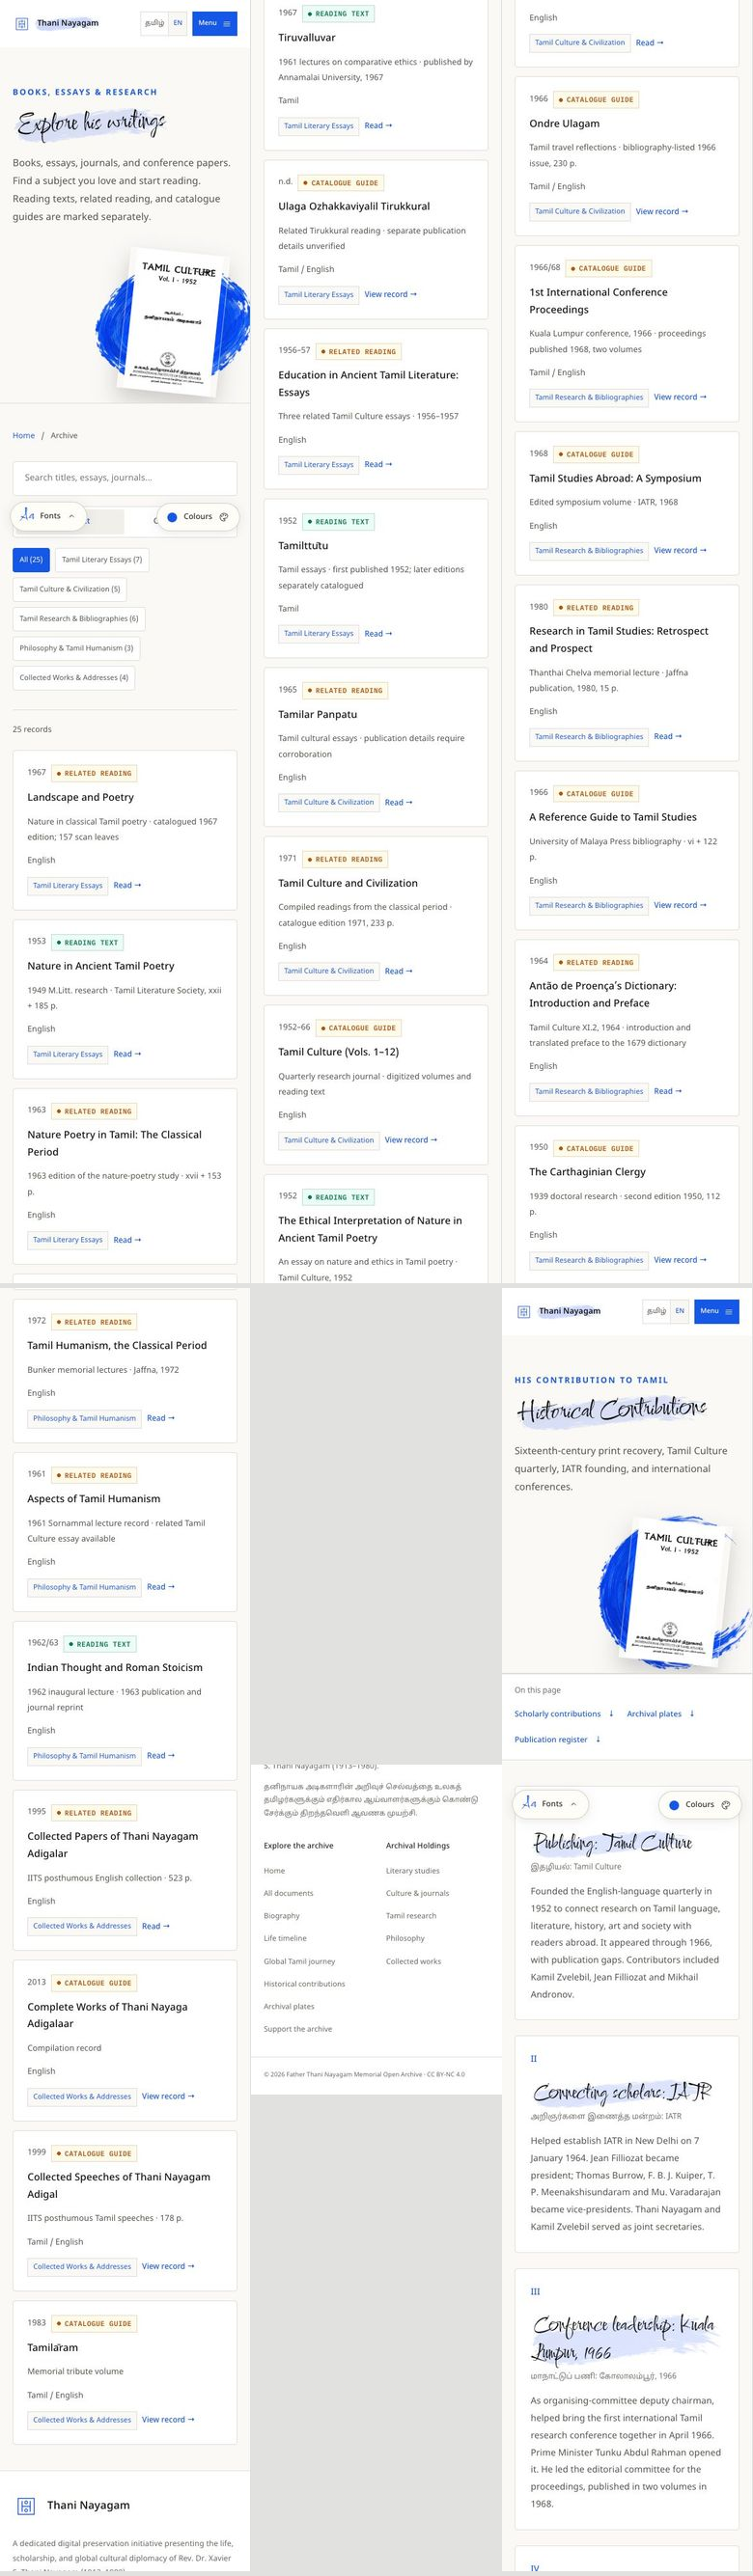 Thani Nayagam
தமிழ்
EN
Menu
BOOKS, ESSAYS & RESEARCH
Explore his writings
Books, essays, journals, and conference papers.
Find a subject you love and start reading.
Reading texts, related reading, and catalogue
guides are marked separately.
TAMIL CULTURE
Vol. I - 1952
தனிநாயகம் அடிகளார்
Home / Archive
Search titles, essays, journals...
Fonts
Colours
All (25)
Tamil Literary Essays (7)
Tamil Culture & Civilization (5)
Tamil Research & Bibliographies (6)
Philosophy & Tamil Humanism (3)
Collected Works & Addresses (4)
25 records
1967 RELATED READING
Landscape and Poetry
Nature in classical Tamil poetry · catalogued 1967
edition; 157 scan leaves
English
Tamil Literary Essays Read →
1953 READING TEXT
Nature in Ancient Tamil Poetry
1949 M.Litt. research · Tamil Literature Society, xxii
+ 185 p.
English
Tamil Literary Essays Read →
1963 RELATED READING
Nature Poetry in Tamil: The Classical
Period
1963 edition of the nature-poetry study · xvii + 153
p.
English
Tamil Literary Essays Read →
1967 READING TEXT
Tiruvalluvar
1961 lectures on comparative ethics · published by
Annamalai University, 1967
Tamil
Tamil Literary Essays Read →
n.d. CATALOGUE GUIDE
Ulaga Ozhakkaviyalil Tirukkural
Related Tirukkural reading · separate publication
details unverified
Tamil / English
Tamil Literary Essays View record →
1956–57 RELATED READING
Education in Ancient Tamil Literature:
Essays
Three related Tamil Culture essays · 1956–1957
English
Tamil Literary Essays Read →
1952 READING TEXT
Tamil essays · first published 1952; later editions
separately catalogued
Tamil
Tamil Literary Essays Read →
1965 RELATED READING
Tamilar Panpatu
Tamil cultural essays · publication details require
corroboration
English
Tamil Culture & Civilization Read →
1971 RELATED READING
Tamil Culture and Civilization
Compiled readings from the classical period ·
catalogue edition 1971, 233 p.
English
Tamil Culture & Civilization Read →
1952–66 CATALOGUE GUIDE
Tamil Culture (Vols. 1–12)
Quarterly research journal · digitized volumes and
reading text
English
Tamil Culture & Civilization View record →
1952 READING TEXT
The Ethical Interpretation of Nature in
Ancient Tamil Poetry
An essay on nature and ethics in Tamil poetry ·
Tamil Culture, 1952
English
Tamil Culture & Civilization Read →
1966 CATALOGUE GUIDE
Ondre Ulagam
Tamil travel reflections · bibliography-listed 1966
issue, 230 p.
Tamil / English
Tamil Culture & Civilization View record →
1966/68 CATALOGUE GUIDE
1st International Conference
Proceedings
Kuala Lumpur conference, 1966 · proceedings
published 1968, two volumes
Tamil / English
Tamil Research & Bibliographies View record →
1968 CATALOGUE GUIDE
Tamil Studies Abroad: A Symposium
Edited symposium volume · IATR, 1968
English
Tamil Research & Bibliographies View record →
1980 RELATED READING
Research in Tamil Studies: Retrospect
and Prospect
Thanthai Chelva memorial lecture · Jaffna
publication, 1980, 15 p.
English
Tamil Research & Bibliographies Read →
1966 CATALOGUE GUIDE
A Reference Guide to Tamil Studies
University of Malaya Press bibliography · vi + 122
p.
English
Tamil Research & Bibliographies View record →
1964 RELATED READING
Antão de Proença's Dictionary:
Introduction and Preface
Tamil Culture XI.2, 1964 · introduction and
translated preface to the 1679 dictionary
English
Tamil Research & Bibliographies Read →
1950 CATALOGUE GUIDE
The Carthaginian Clergy
1939 doctoral research · second edition 1950, 112
p.
English
Tamil Research & Bibliographies View record →
1972 RELATED READING
Tamil Humanism, the Classical Period
Bunker memorial lectures · Jaffna, 1972
English
Philosophy & Tamil Humanism Read →
1961 RELATED READING
Aspects of Tamil Humanism
1961 Sornammal lecture record · related Tamil
Culture essay available
English
Philosophy & Tamil Humanism Read →
1962/63 READING TEXT
Indian Thought and Roman Stoicism
1962 inaugural lecture · 1963 publication and
journal reprint
English
Philosophy & Tamil Humanism Read →
1995 RELATED READING
Collected Papers of Thani Nayagam
Adigalar
IITS posthumous English collection · 523 p.
English
Collected Works & Addresses Read →
2013 CATALOGUE GUIDE
Complete Works of Thani Nayaga
Adigalaar
Compilation record
English
Collected Works & Addresses View record →
1999 CATALOGUE GUIDE
Collected Speeches of Thani Nayagam
Adigal
IITS posthumous Tamil speeches · 178 p.
Tamil / English
Collected Works & Addresses View record →
1983 CATALOGUE GUIDE
Memorial tribute volume
Tamil / English
Collected Works & Addresses View record →
Thani Nayagam
A dedicated digital preservation initiative presenting the life,
scholarship, and global cultural diplomacy of Rev. Dr. Xavier
S. Thani Nayagam (1913–1980).
தனிநாயக அடிகளாரின் அறிவுச் செல்வத்தை உலகத்
தமிழர்களுக்கும் எதிர்கால ஆய்வாளர்களுக்கும் கொண்டு
சேர்க்கும் திறந்தவெளி ஆவணக முயற்சி.
Explore the archive
Home
All documents
Biography
Life timeline
Global Tamil journey
Historical contributions
Archival plates
Support the archive
Archival Holdings
Literary studies
Culture & journals
Tamil research
Philosophy
Collected works
© 2026 Father Thani Nayagam Memorial Open Archive · CC BY-NC 4.0
Thani Nayagam
தமிழ்
EN
Menu
HIS CONTRIBUTION TO TAMIL
Historical Contributions
Sixteenth-century print recovery, Tamil Culture
quarterly, IATR founding, and international
conferences.
TAMIL CULTURE
Vol. I - 1952
தனிநாயகம் அடிகளார்
On this page
Scholarly contributions ↓ Archival plates ↓
Publication register ↓
Fonts
Colours
Publishing: Tamil Culture
இதழியல்: Tamil Culture
Founded the English-language quarterly in
1952 to connect research on Tamil language,
literature, history, art and society with
readers abroad. It appeared through 1966,
with publication gaps. Contributors included
Kamil Zvelebil, Jean Filliozat and Mikhail
Andronov.
II
Connecting scholars: IATR
அறிஞர்களை இணைத்த மன்றம்: IATR
Helped establish IATR in New Delhi on 7
January 1964. Jean Filliozat became
president; Thomas Burrow, F. B. J. Kuiper, T.
P. Meenakshisundaram and Mu. Varadarajan
became vice-presidents. Thani Nayagam and
Kamil Zvelebil served as joint secretaries.
III
Conference leadership: Kuala
Lumpur, 1966
மாநாட்டுப் பணி: கோலாலம்பூர், 1966
As organising-committee deputy chairman,
helped bring the first international Tamil
research conference together in April 1966.
Prime Minister Tunku Abdul Rahman opened
it. He led the editorial committee for the
proceedings, published in two volumes in
1968.
IV